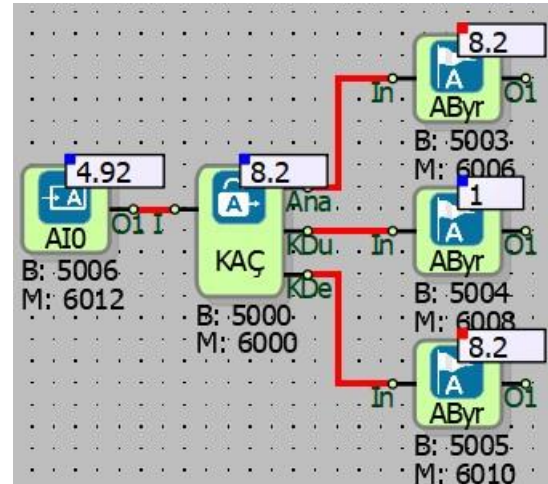 8.2
A
In
AByr
O1
B: 5003
M: 6006
4.92
A
O1
I
AI0
B: 5006
M: 6012
8.2
A
Ana
KDu
KDe
KAÇ
B: 5000
M: 6000
1
A
In
AByr
O1
B: 5004
M: 6008
8.2
A
In
AByr
O1
B: 5005
M: 6010